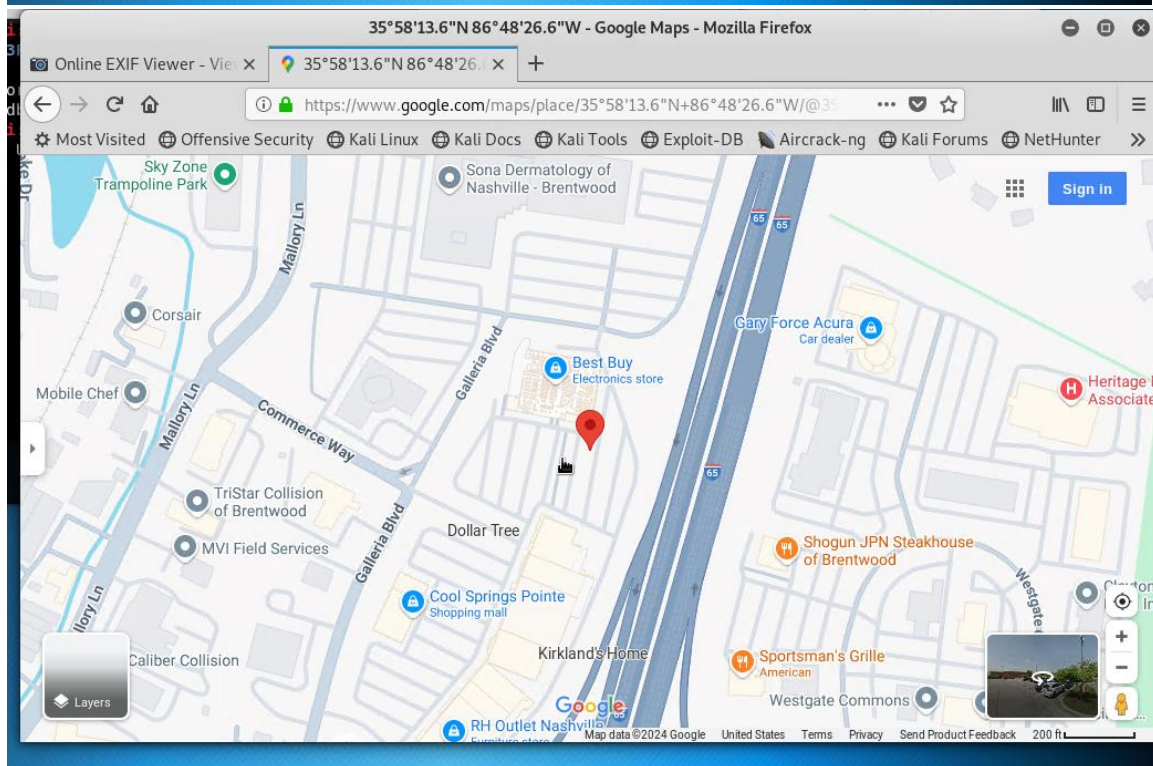 35°58'13.6"N 86°48'26.6"W - Google Maps - Mozilla Firefox
Online EXIF Viewer - Vie
35°58'13.6"N 86°48'26.
https://www.google.com/maps/place/35°58'13.6"N+86°48'26.6"W/@35
Most Visited
Offensive Security
Kali Linux
Kali Docs
Kali Tools
Exploit-DB
Aircrack-ng
Kali Forums
NetHunter
Sky Zone
Trampoline Park
Sona Dermatology of
Nashville - Brentwood
Sign in
65
65
Mallory Ln
Corsair
Gary Force Acura
Car dealer
Galleria Blvd
Best Buy
Electronics store
Mobile Chef
Heritage
Associate
Mallory Ln
Commerce Way
65
TriStar Collision
of Brentwood
Dollar Tree
MVI Field Services
Galleria Blvd
Shogun JPN Steakhouse
of Brentwood
Cool Springs Pointe
Shopping mall
Westgate
Caliber Collision
Kirkland's Home
Sportsman's Grille
American
Layers
Westgate Commons
Google
65
RH Outlet Nashville
Furniture store
Map data ©2024 Google
United States
Terms
Privacy
Send Product Feedback
200 ft